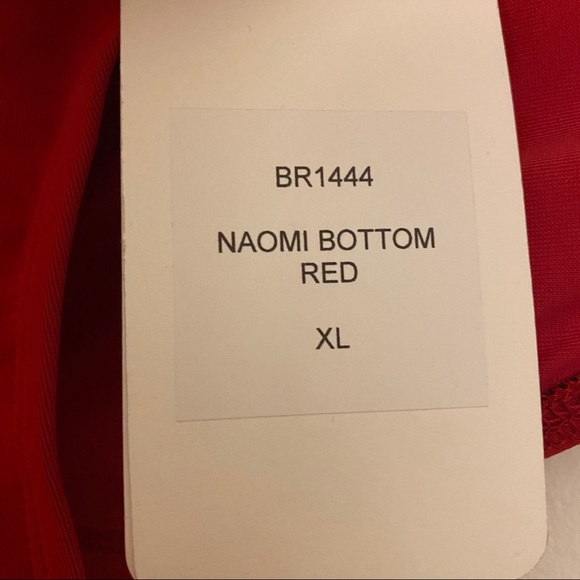 BR1444
NAOMI BOTTOM
RED
XL